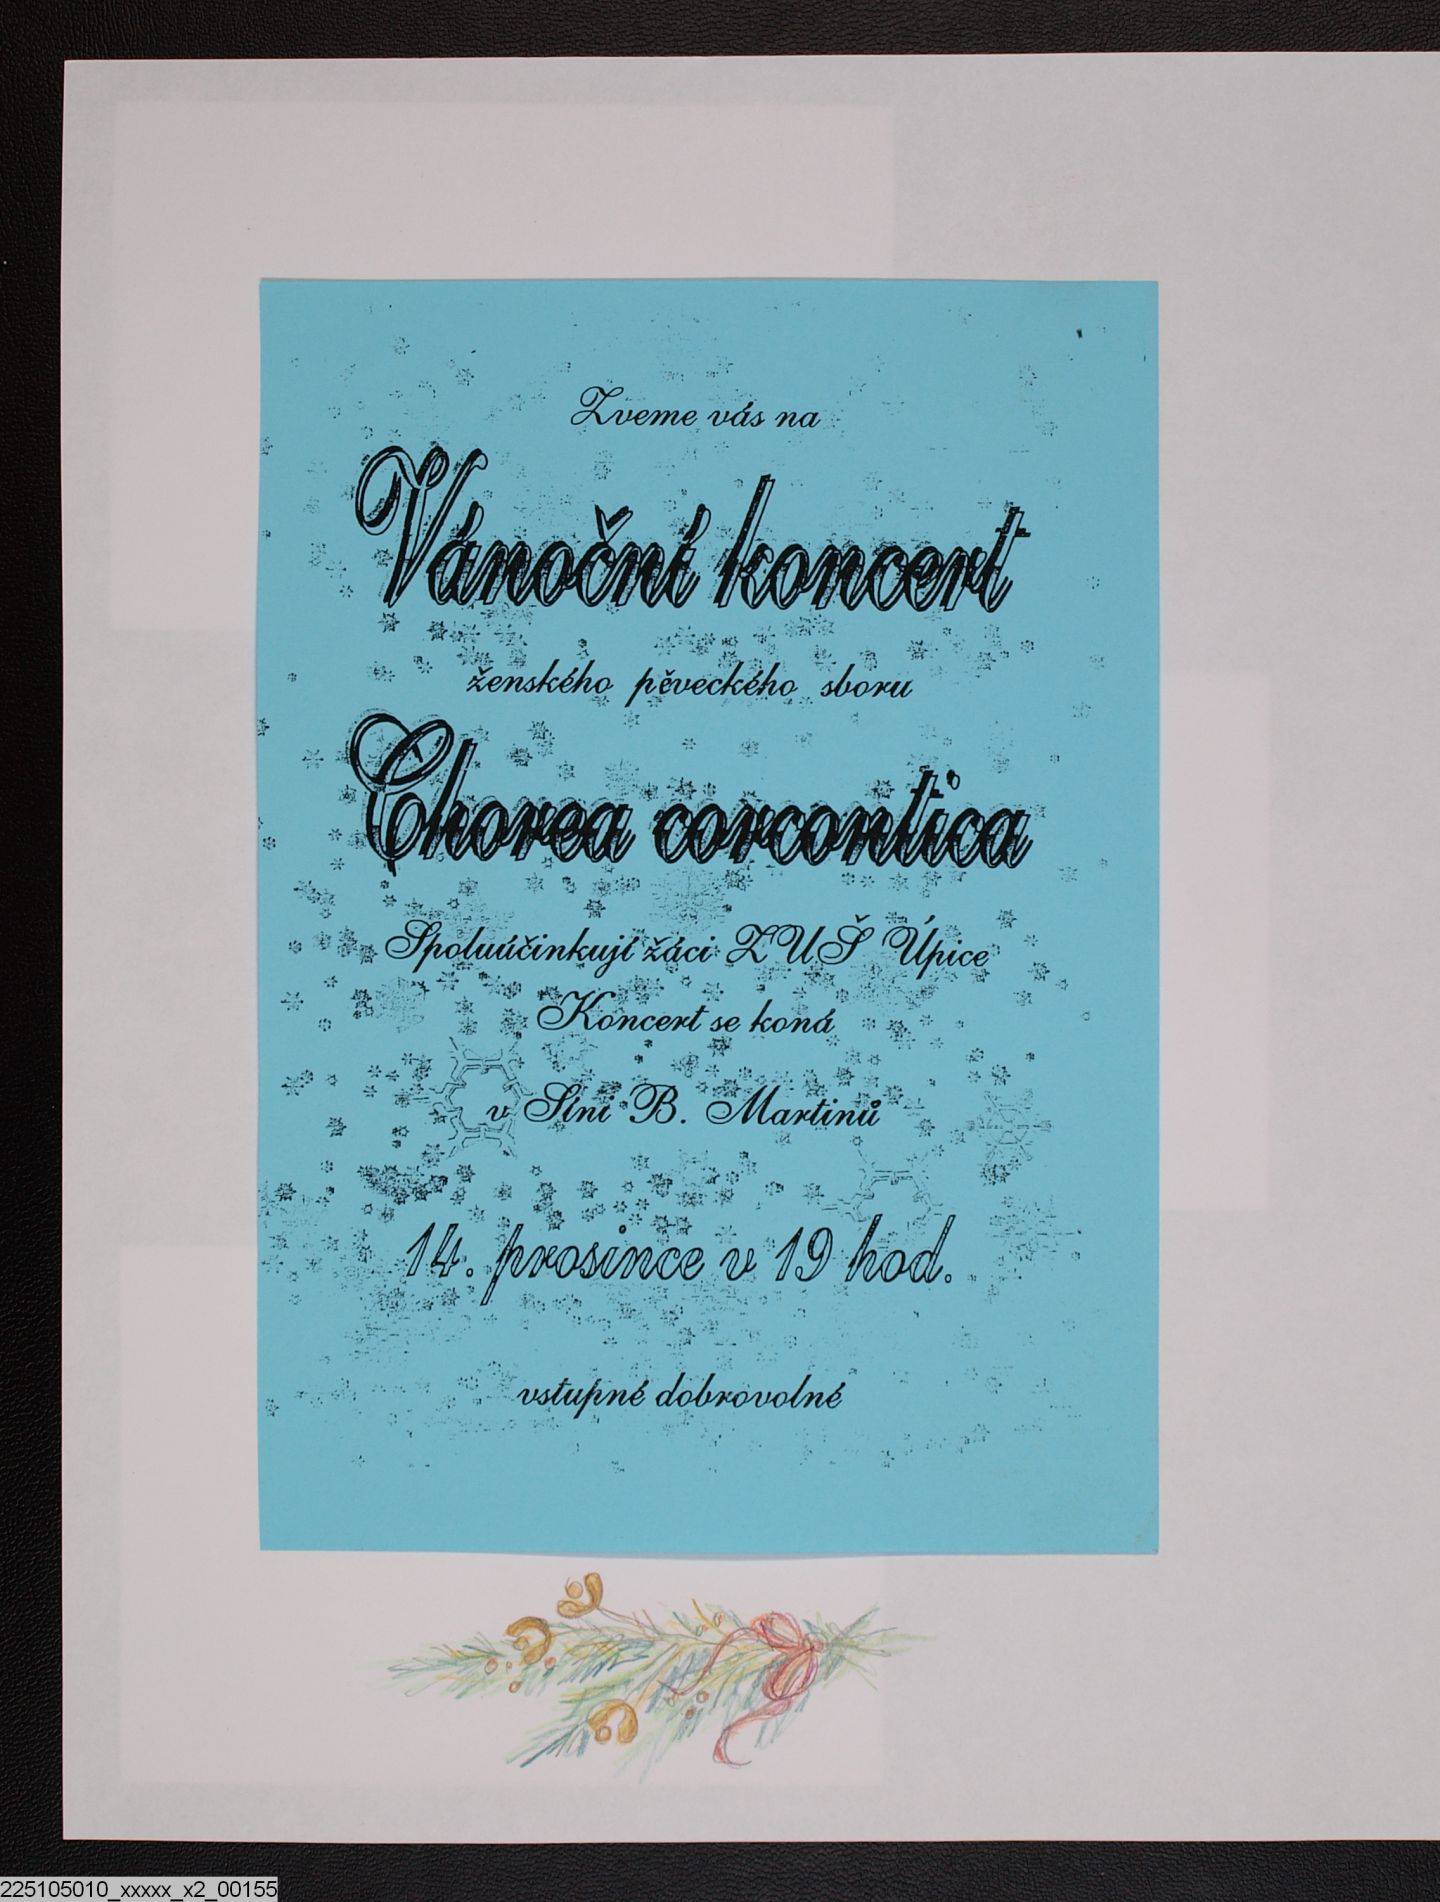 Zveme vás na
Vánoční koncert
ženského pěveckého sboru
Chorea corcontica
Spoluúčinkují žáci ZUŠ Úpice
Koncert se koná
v Síni B. Martinů
14. prosince v 19 hod.
vstupné dobrovolné
225105010_xxxxx_x2_00155